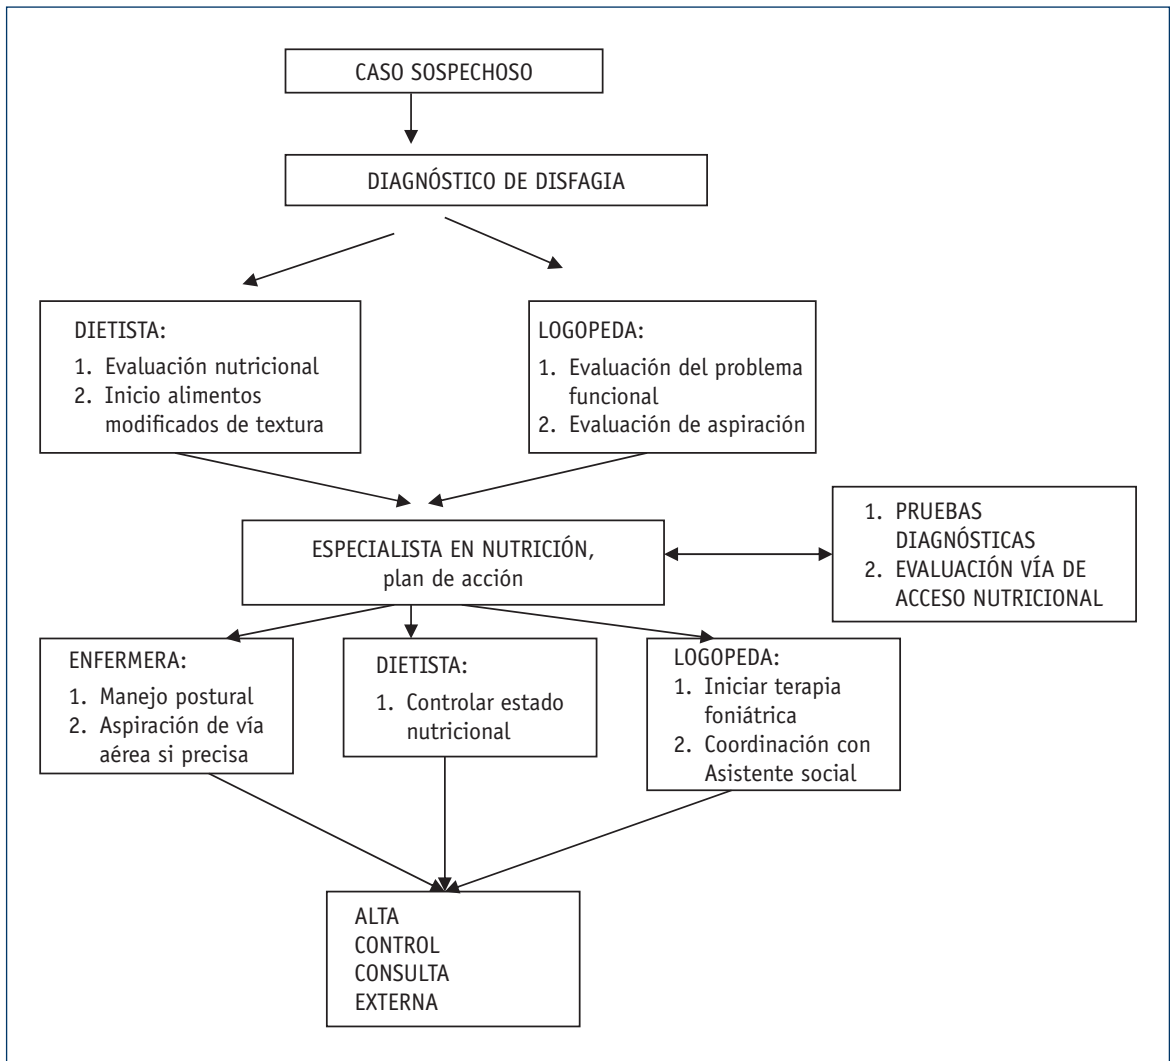 CASO SOSPECHOSO
DIAGNÓSTICO DE DISFAGIA
DIETISTA:
1. Evaluación nutricional
2. Inicio alimentos
modificados de textura
LOGOPEDA:
1. Evaluación del problema
funcional
2. Evaluación de aspiración
ESPECIALISTA EN NUTRICIÓN,
plan de acción
1. PRUEBAS
DIAGNÓSTICAS
2. EVALUACIÓN VÍA DE
ACCESO NUTRICIONAL
ENFERMERA:
1. Manejo postural
2. Aspiración de vía
aérea si precisa
DIETISTA:
1. Controlar estado
nutricional
LOGOPEDA:
1. Iniciar terapia
foniátrica
2. Coordinación con
Asistente social
ALTA
CONTROL
CONSULTA
EXTERNA